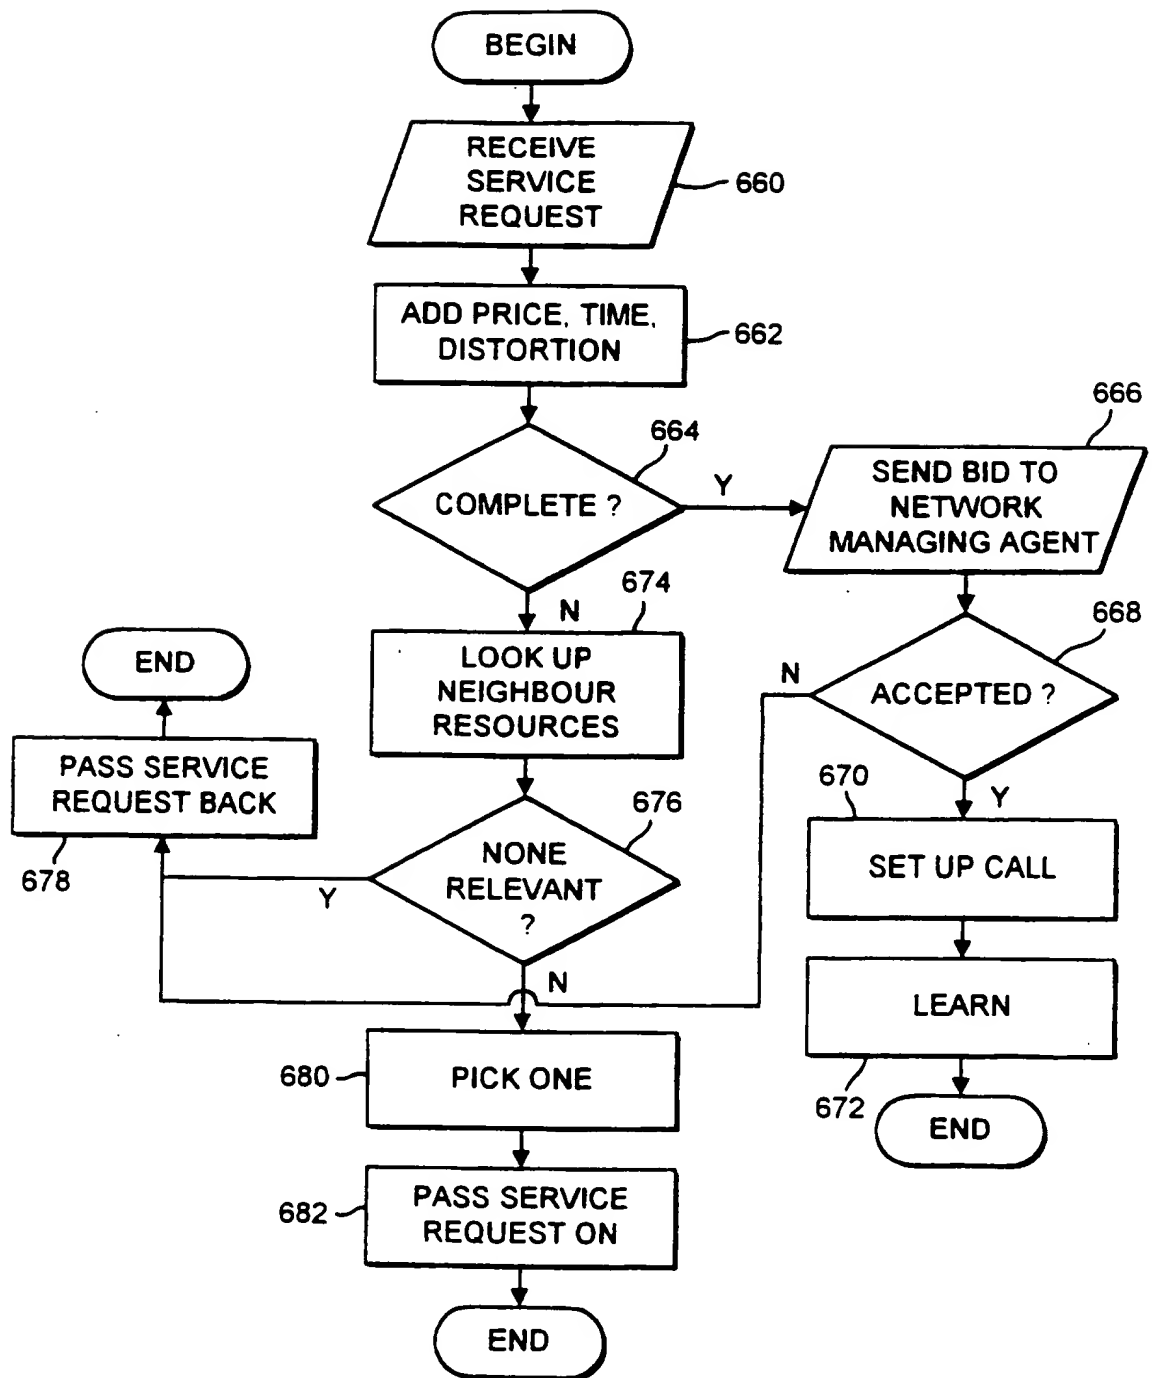 BEGIN
RECEIVE
SERVICE
REQUEST
660
ADD PRICE, TIME,
DISTORTION
662
664
COMPLETE ?
Y
N
666
SEND BID TO
NETWORK
MANAGING AGENT
668
ACCEPTED ?
N
Y
670
SET UP CALL
LEARN
672
END
674
LOOK UP
NEIGHBOUR
RESOURCES
676
NONE
RELEVANT
?
Y
N
END
PASS SERVICE
REQUEST BACK
678
680
PICK ONE
682
PASS SERVICE
REQUEST ON
END